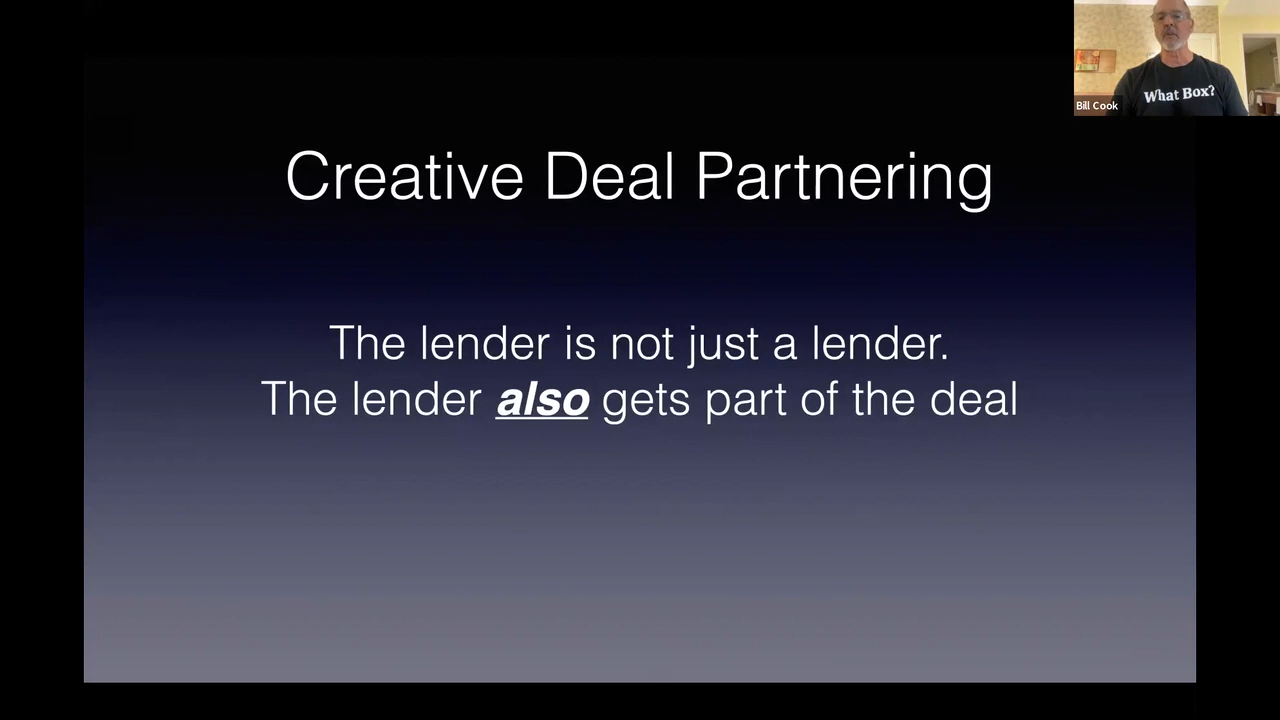 What Box?
Bill Cook
Creative Deal Partnering
The lender is not just a lender.
The lender also gets part of the deal